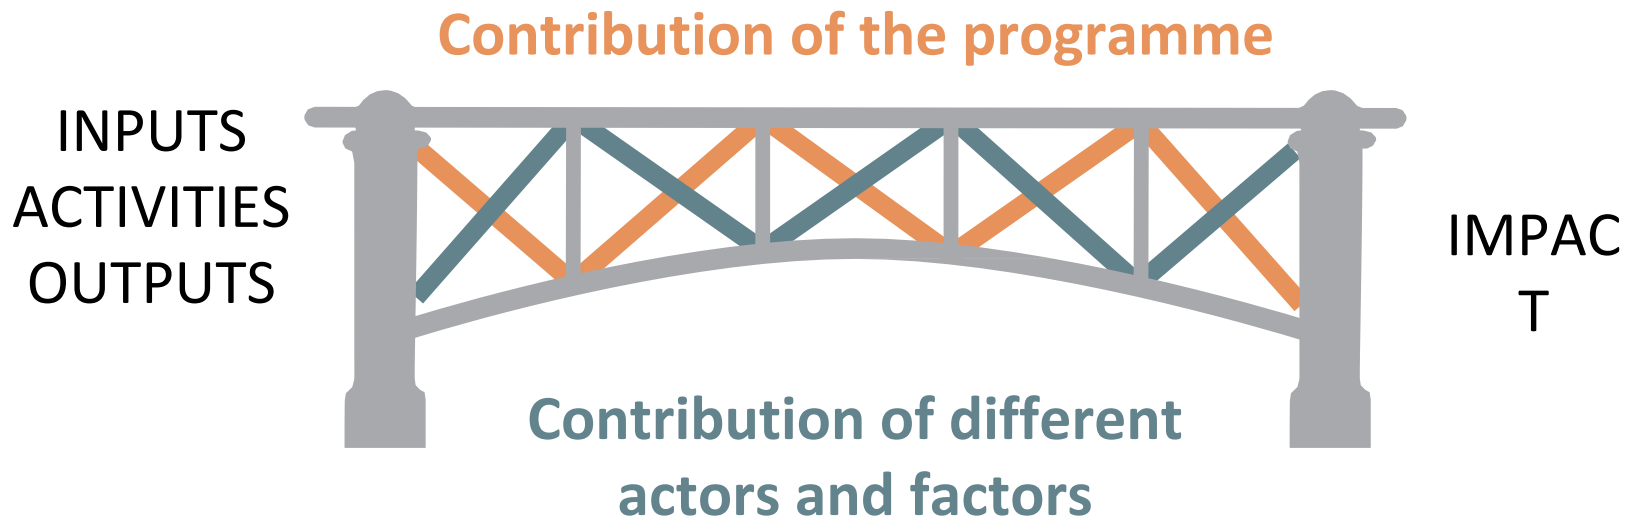 Contribution of the programme
INPUTS
ACTIVITIES
OUTPUTS
IMPAC
T
Contribution of different
actors and factors